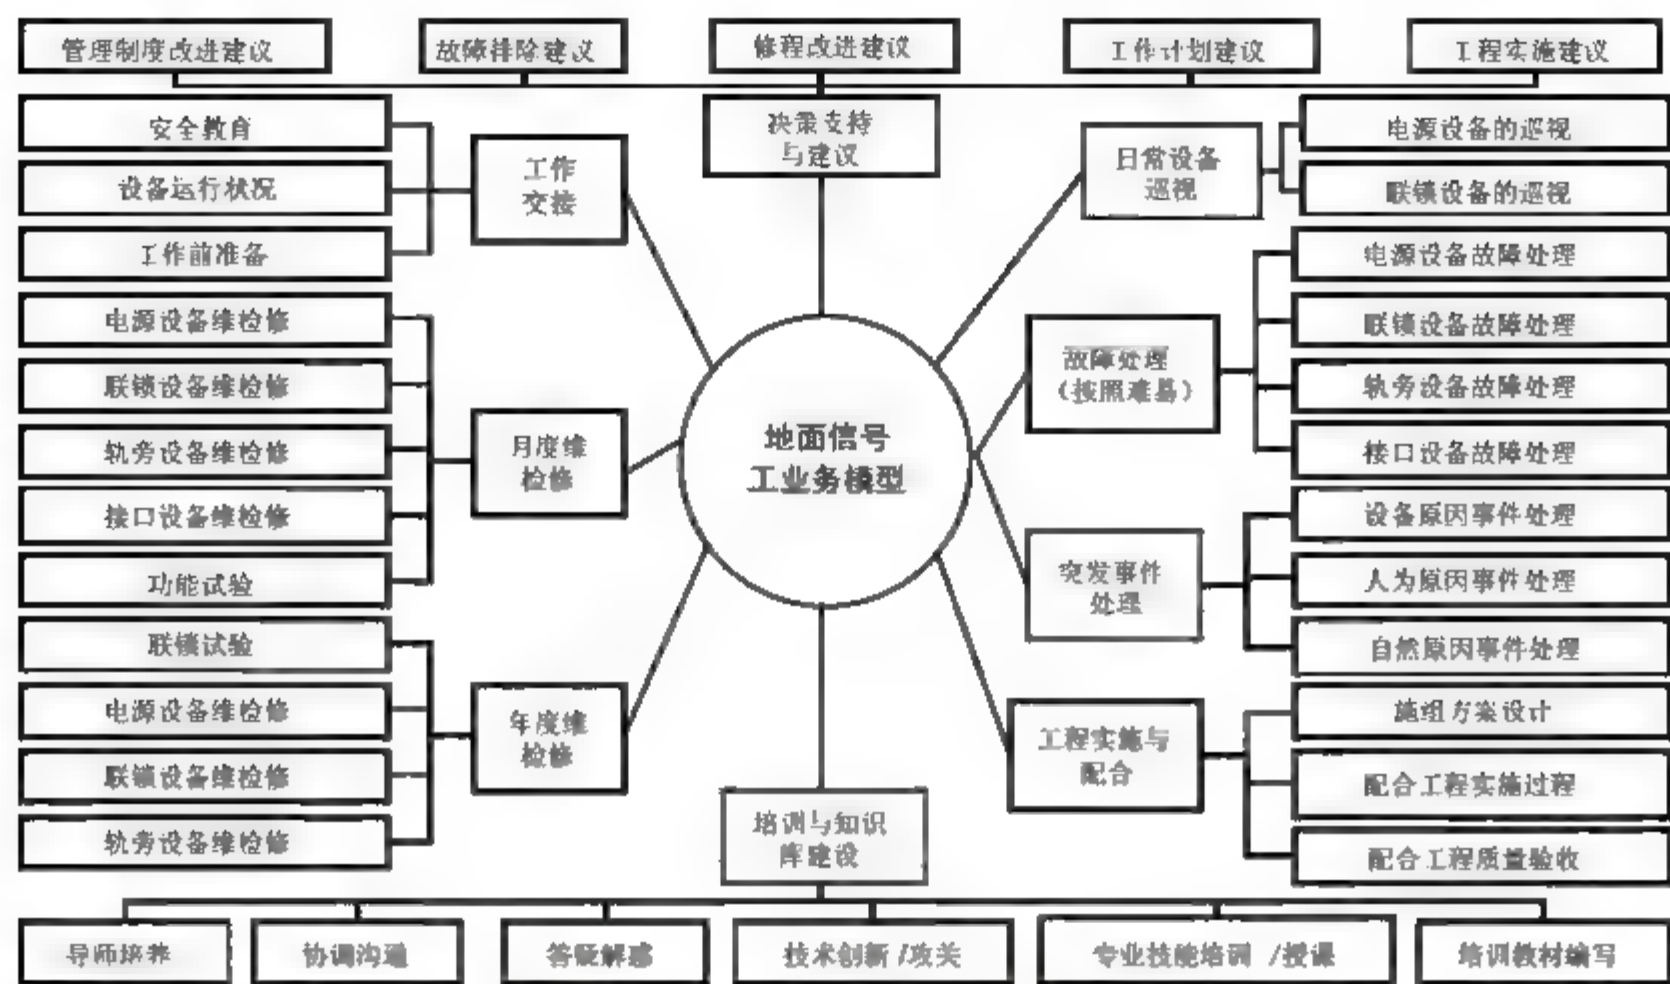 管理制度改进建议
故障排除建议
修程改进建议
工作计划建议
工程实施建议
决策支持
与建议
安全教育
设备运行状况
工作前准备
工作
交接
电源设备维检修
联锁设备维检修
轨旁设备维检修
接口设备维检修
功能试验
月度维
检修
联锁试验
电源设备维检修
联锁设备维检修
轨旁设备维检修
年度维
检修
地面信号
工业务模型
日常设备
巡视
电源设备的巡视
联锁设备的巡视
故障处理
（按照难易）
电源设备故障处理
联锁设备故障处理
轨旁设备故障处理
接口设备故障处理
突发事件
处理
设备原因事件处理
人为原因事件处理
自然原因事件处理
工程实施与
配合
施组方案设计
配合工程实施过程
配合工程质量验收
培训与知识
库建设
导师培养
协调沟通
答疑解惑
技术创新/攻关
专业技能培训/授课
培训教材编写